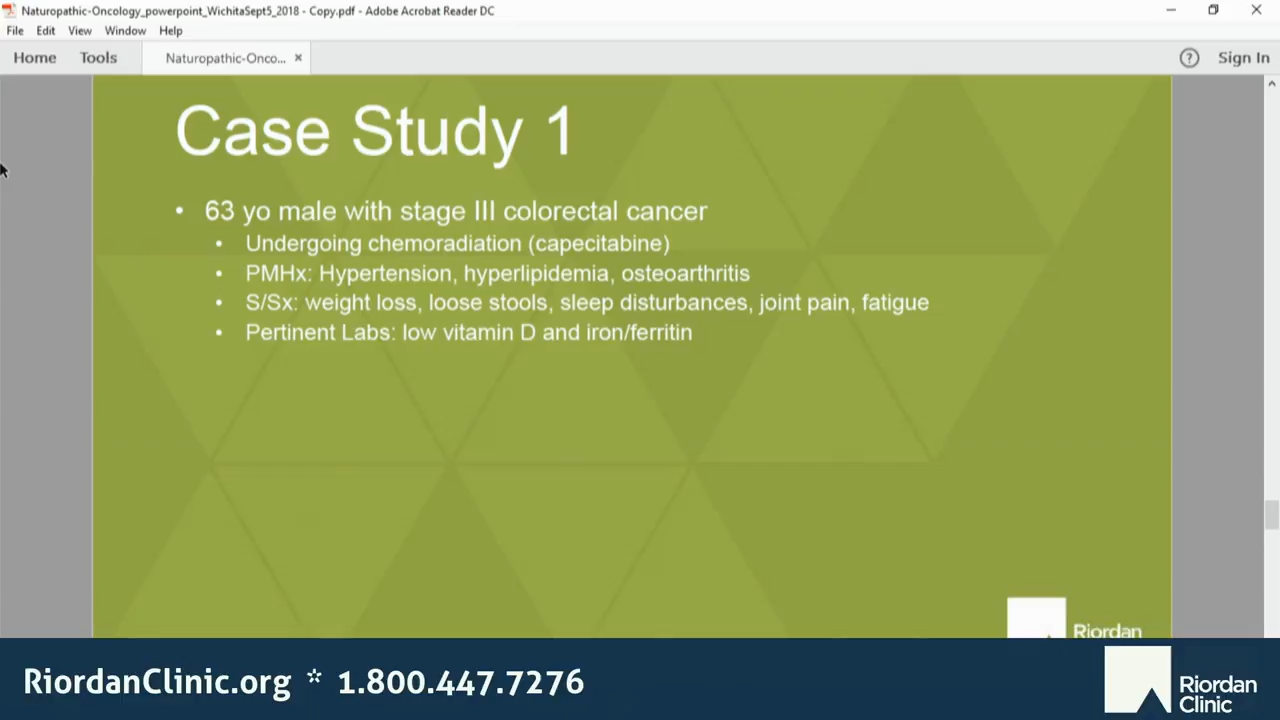 Naturopathic-Oncology_powerpoint_WichitaSept5_2018 - Copy.pdf - Adobe Acrobat Reader DC
File Edit View Window Help
Home Tools Naturopathic-Onco... × ? Sign In
Case Study 1
• 63 yo male with stage III colorectal cancer
• Undergoing chemoradiation (capecitabine)
• PMHx: Hypertension, hyperlipidemia, osteoarthritis
• S/Sx: weight loss, loose stools, sleep disturbances, joint pain, fatigue
• Pertinent Labs: low vitamin D and iron/ferritin
Riordan
RiordanClinic.org * 1.800.447.7276
Riordan
Clinic